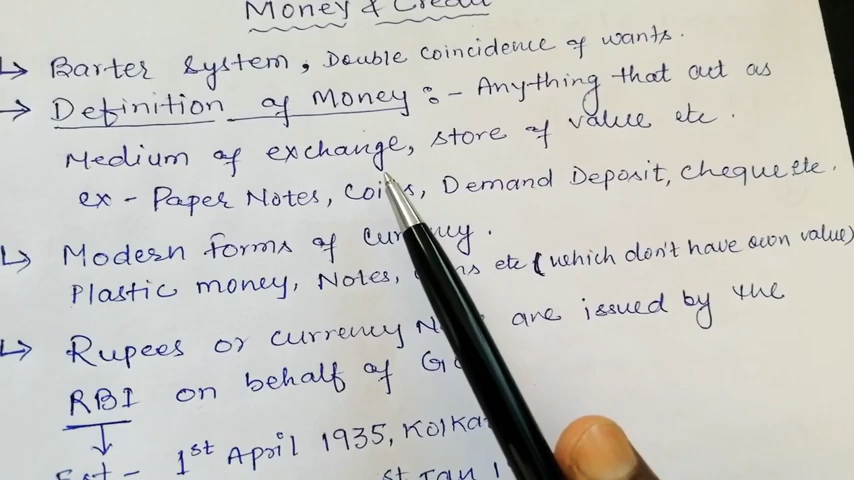 Money & Credit
↳ Barter system, Double coincidence of wants.
→ Definition of Money :- Anything that act as
Medium of exchange, store of value etc.
ex - Paper Notes, coins, Demand Deposit, cheque etc.
↳ Modern forms of currency.
Plastic money, Notes, etc (which don't have own value)
↳ Rupees or currency are issued by the
RBI on behalf of
1st April 1935,